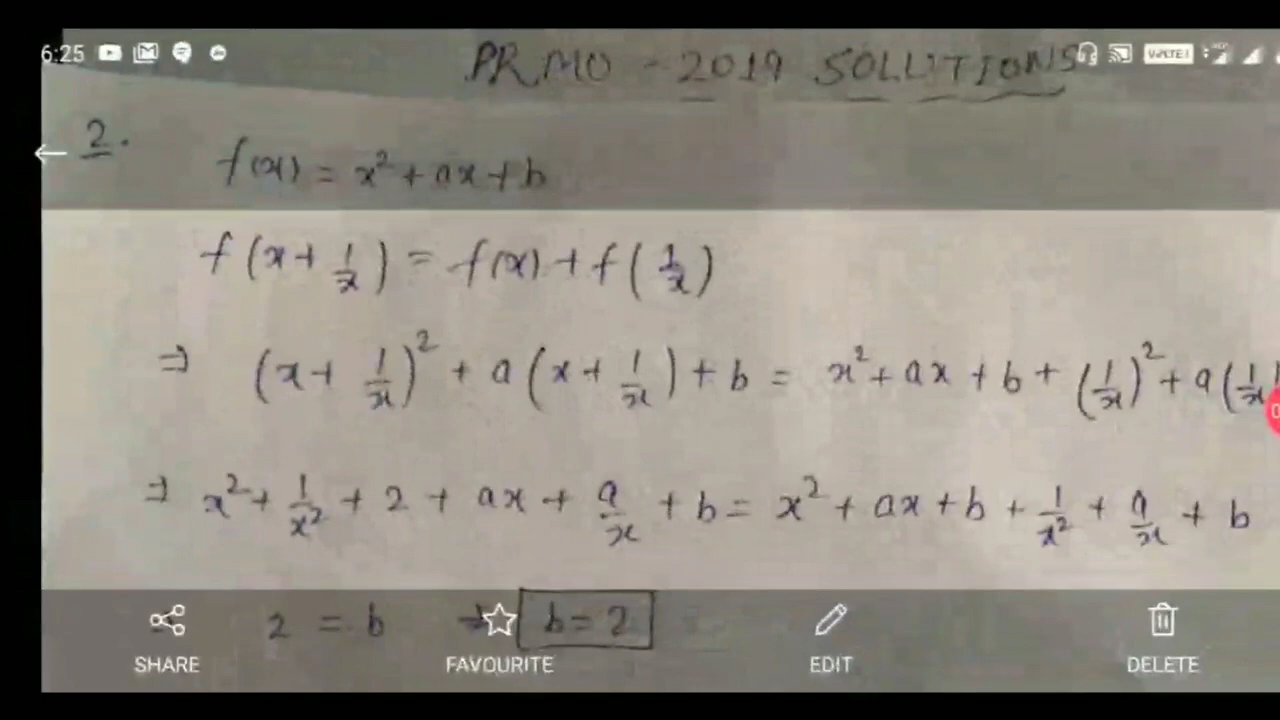 6:25
VoLTE
PRMO - 2019 SOLUTIONS
2.
f(x) = x² + ax + b
f(x + 1/x) = f(x) + f(1/x)
⇒ (x + 1/x)² + a(x + 1/x) + b = x² + ax + b + (1/x)² + a(1/x)
⇒ x² + 1/x² + 2 + ax + a/x + b = x² + ax + b + 1/x² + a/x + b
2 = b ⇒ b = 2
SHARE FAVOURITE EDIT DELETE